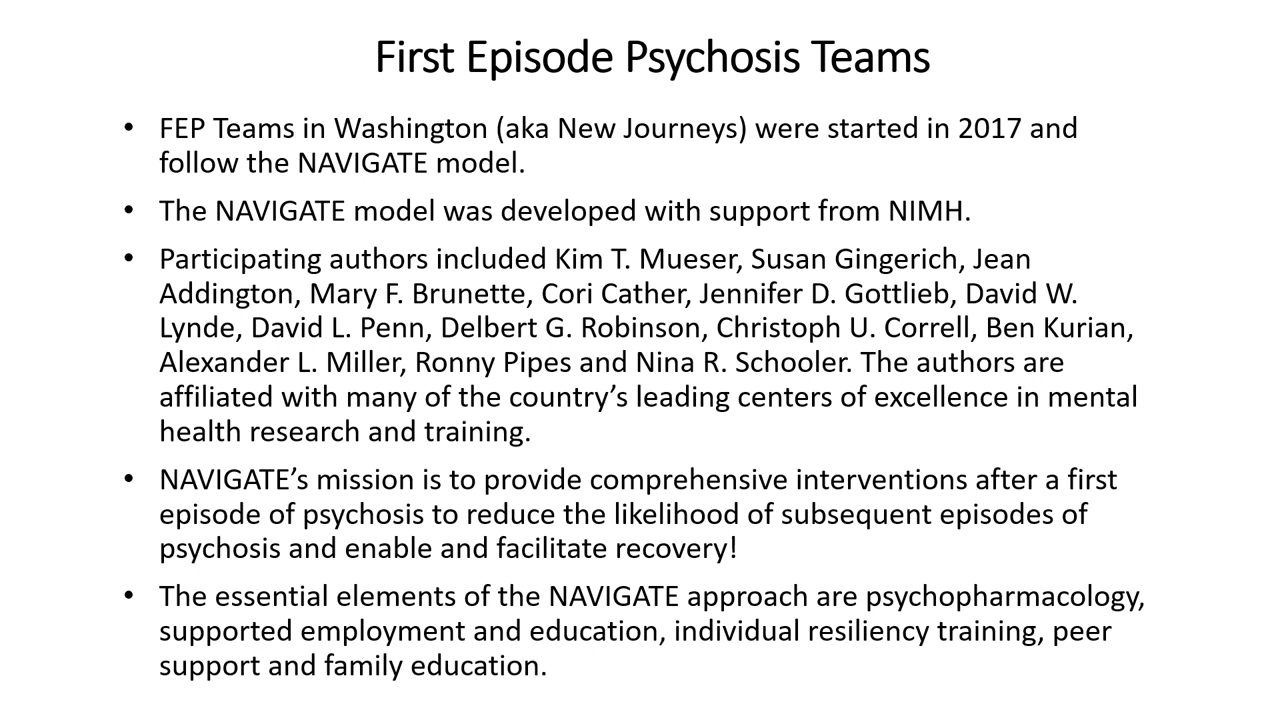 First Episode Psychosis Teams
• FEP Teams in Washington (aka New Journeys) were started in 2017 and
follow the NAVIGATE model.
• The NAVIGATE model was developed with support from NIMH.
• Participating authors included Kim T. Mueser, Susan Gingerich, Jean
Addington, Mary F. Brunette, Cori Cather, Jennifer D. Gottlieb, David W.
Lynde, David L. Penn, Delbert G. Robinson, Christoph U. Correll, Ben Kurian,
Alexander L. Miller, Ronny Pipes and Nina R. Schooler. The authors are
affiliated with many of the country’s leading centers of excellence in mental
health research and training.
• NAVIGATE’s mission is to provide comprehensive interventions after a first
episode of psychosis to reduce the likelihood of subsequent episodes of
psychosis and enable and facilitate recovery!
• The essential elements of the NAVIGATE approach are psychopharmacology,
supported employment and education, individual resiliency training, peer
support and family education.